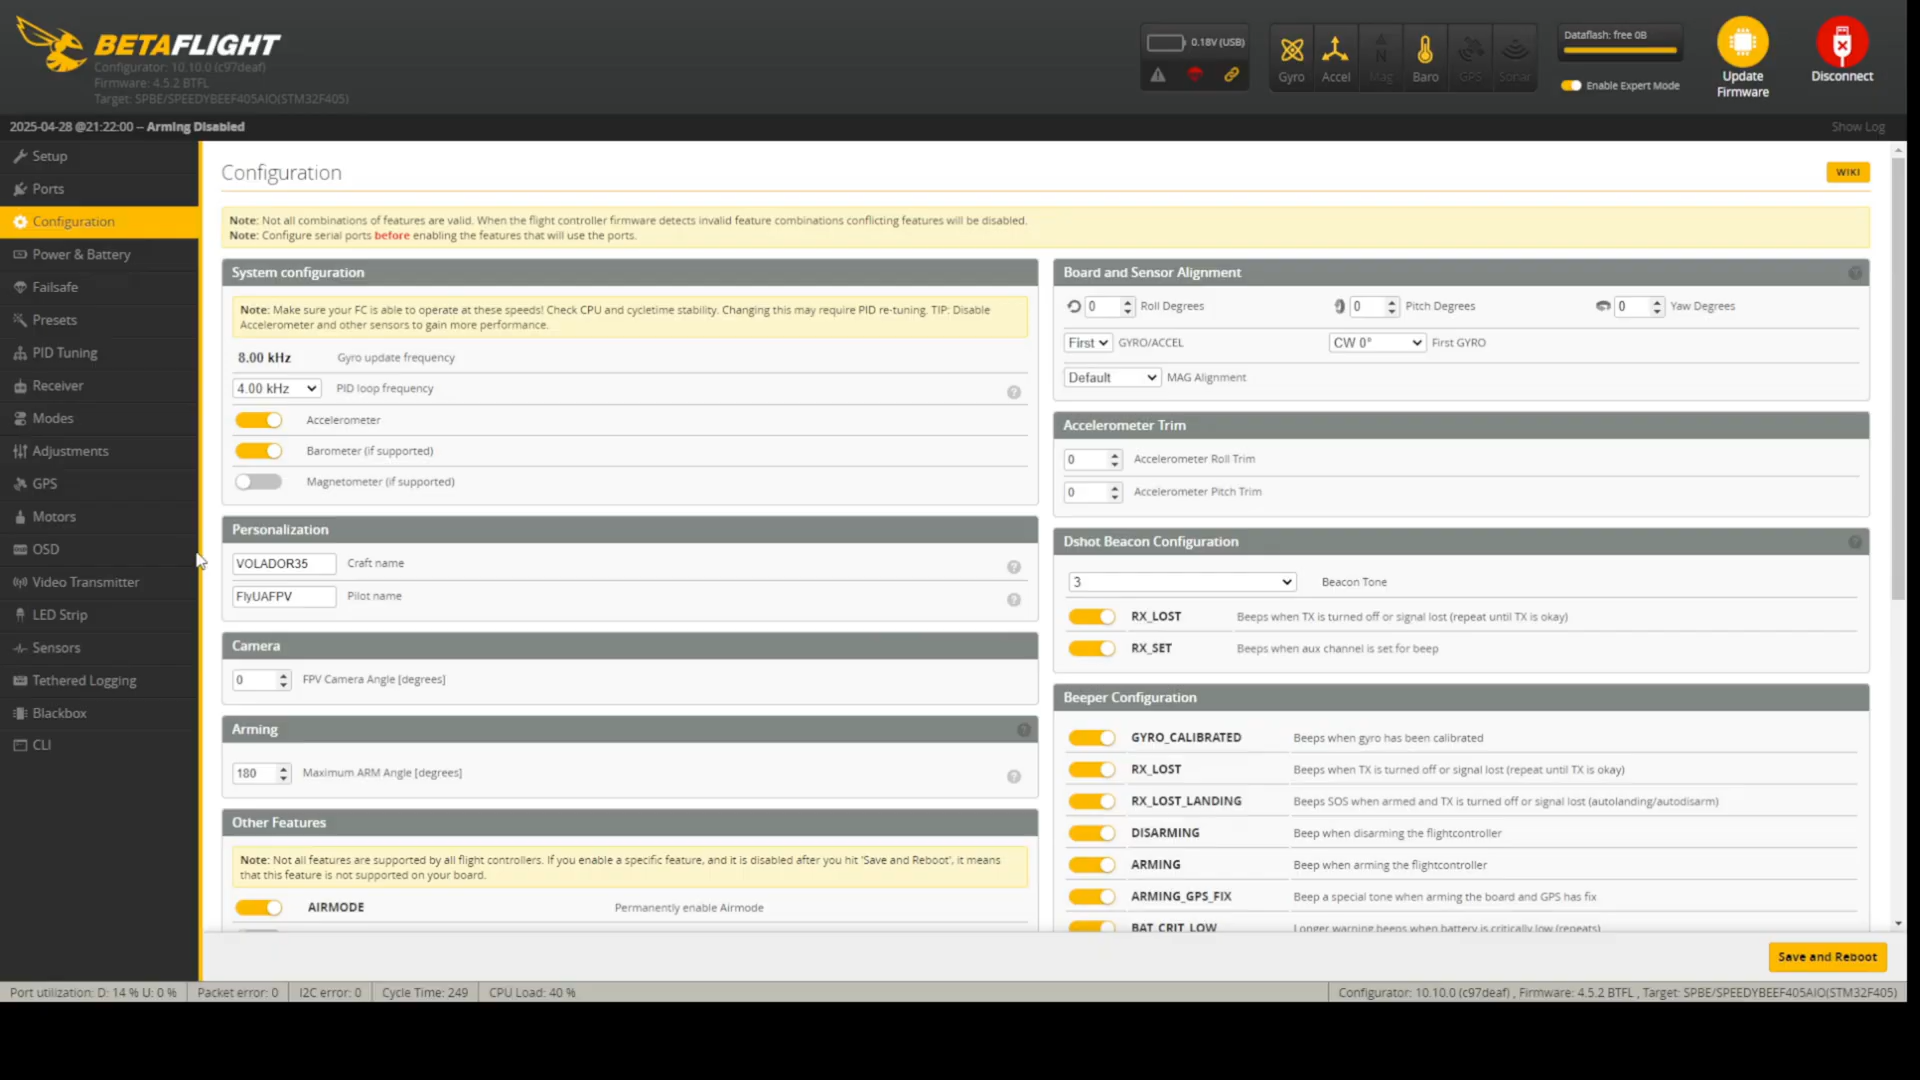 BETAFLIGHT
Configurator: 10.10.0 (c97deaf)
Firmware: 4.5.2 BTFL
Target: SPBE/SPEEDYBEEF405AIO(STM32F405)
0.18V (USB)
Gyro
Accel
Mag
Baro
GPS
Sonar
Dataflash: free 0B
Enable Expert Mode
Update
Firmware
Disconnect
2025-04-28 @21:22:00 -- Arming Disabled
Show Log
Setup
Ports
Configuration
Power & Battery
Failsafe
Presets
PID Tuning
Receiver
Modes
Adjustments
GPS
Motors
OSD
Video Transmitter
LED Strip
Sensors
Tethered Logging
Blackbox
CLI
Configuration
WIKI
Note: Not all combinations of features are valid. When the flight controller firmware detects invalid feature combinations conflicting features will be disabled.
Note: Configure serial ports before enabling the features that will use the ports.
System configuration
Note: Make sure your FC is able to operate at these speeds! Check CPU and cycletime stability. Changing this may require PID re-tuning. TIP: Disable
Accelerometer and other sensors to gain more performance.
8.00 kHz Gyro update frequency
4.00 kHz PID loop frequency
Accelerometer
Barometer (if supported)
Magnetometer (if supported)
Personalization
VOLADOR35 Craft name
FlyUAFPV Pilot name
Camera
0 FPV Camera Angle [degrees]
Arming
180 Maximum ARM Angle [degrees]
Other Features
Note: Not all features are supported by all flight controllers. If you enable a specific feature, and it is disabled after you hit 'Save and Reboot', it means
that this feature is not supported on your board.
AIRMODE Permanently enable Airmode
Board and Sensor Alignment
0 Roll Degrees 0 Pitch Degrees 0 Yaw Degrees
First GYRO/ACCEL CW 0° First GYRO
Default MAG Alignment
Accelerometer Trim
0 Accelerometer Roll Trim
0 Accelerometer Pitch Trim
Dshot Beacon Configuration
3 Beacon Tone
RX_LOST Beeps when TX is turned off or signal lost (repeat until TX is okay)
RX_SET Beeps when aux channel is set for beep
Beeper Configuration
GYRO_CALIBRATED Beeps when gyro has been calibrated
RX_LOST Beeps when TX is turned off or signal lost (repeat until TX is okay)
RX_LOST_LANDING Beeps SOS when armed and TX is turned off or signal lost (autolanding/autodisarm)
DISARMING Beep when disarming the flightcontroller
ARMING Beep when arming the flightcontroller
ARMING_GPS_FIX Beep a special tone when arming the board and GPS has fix
BAT_CRIT_LOW Longer warning beeps when battery is critically low (repeats)
Save and Reboot
Port utilization: D: 14 % U: 0 % Packet error: 0 I2C error: 0 Cycle Time: 249 CPU Load: 40 %
Configurator: 10.10.0 (c97deaf) , Firmware: 4.5.2 BTFL , Target: SPBE/SPEEDYBEEF405AIO(STM32F405)